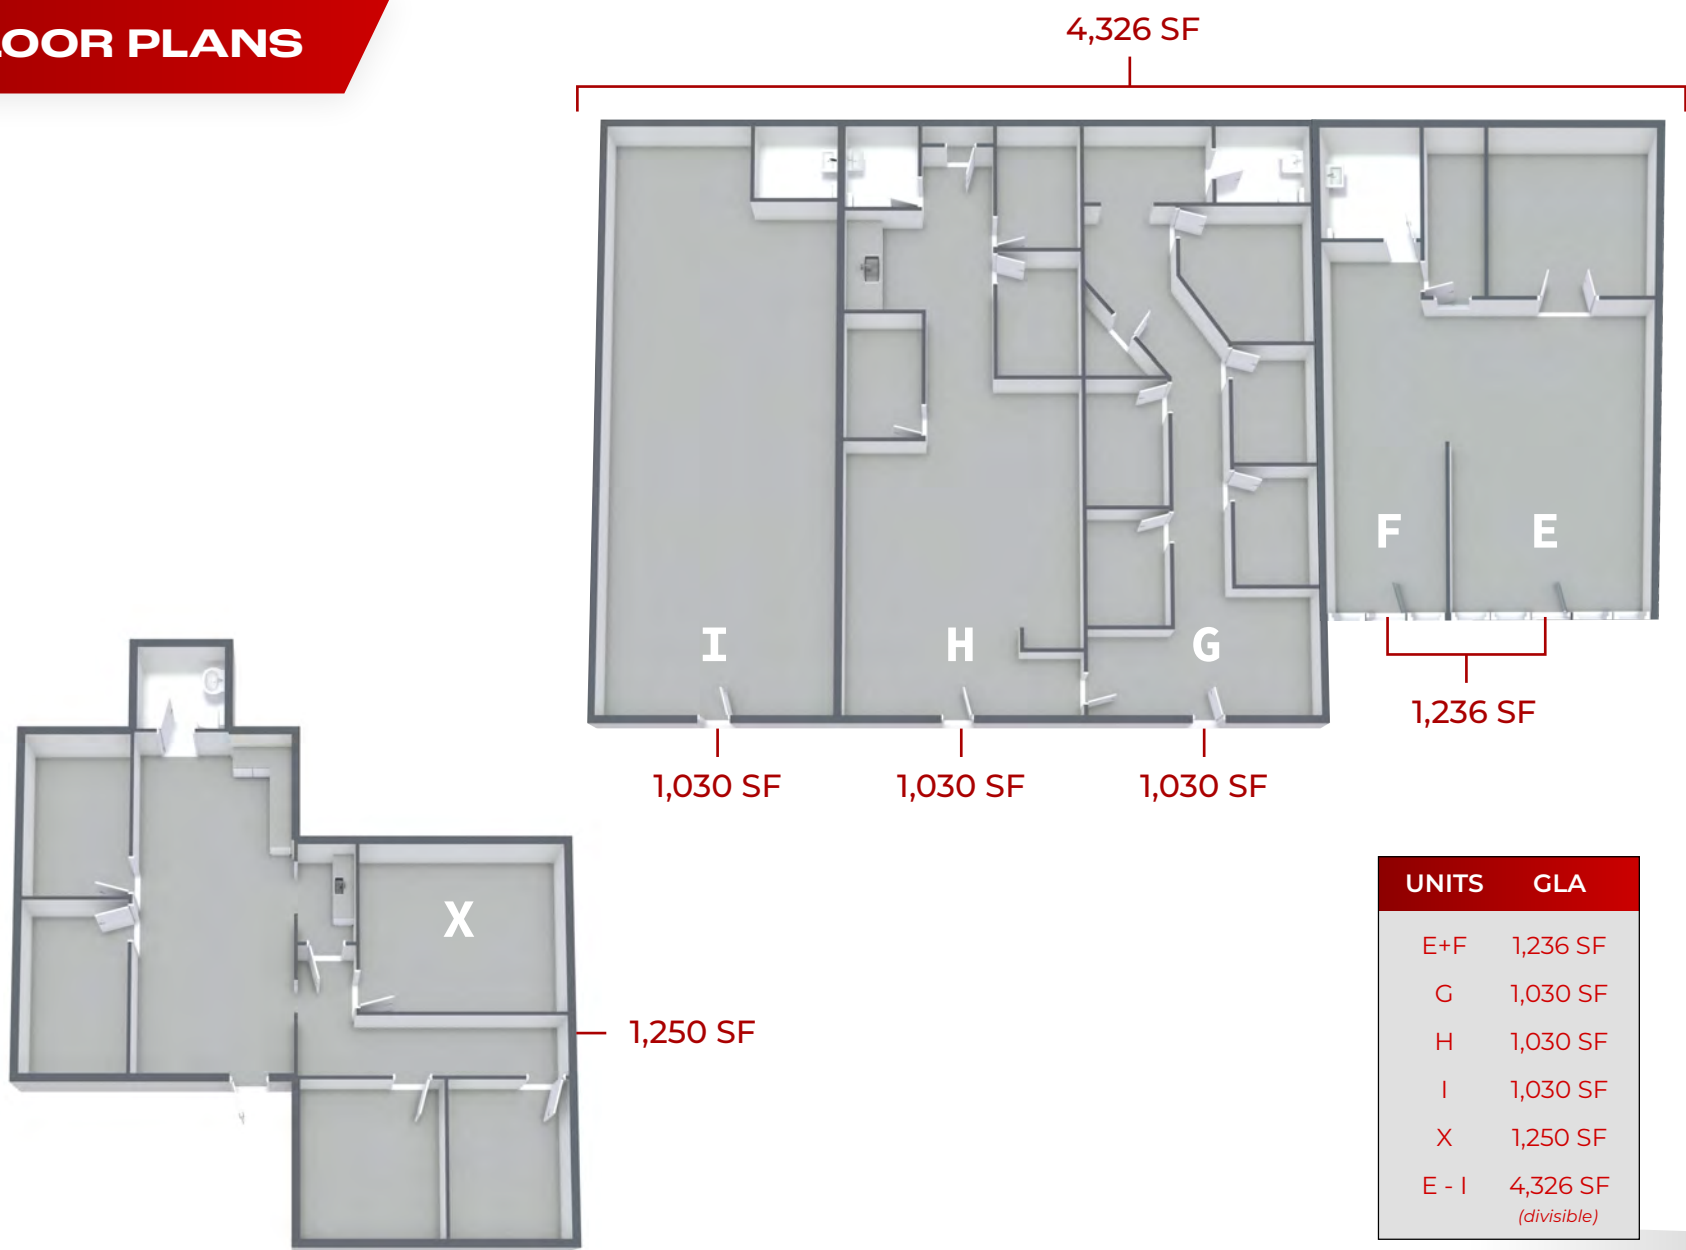 LOOR PLANS
4,326 SF
F E
I H G
1,236 SF
1,030 SF 1,030 SF 1,030 SF
X
1,250 SF
UNITS GLA
E+F 1,236 SF
G 1,030 SF
H 1,030 SF
I 1,030 SF
X 1,250 SF
E - I 4,326 SF
(divisible)